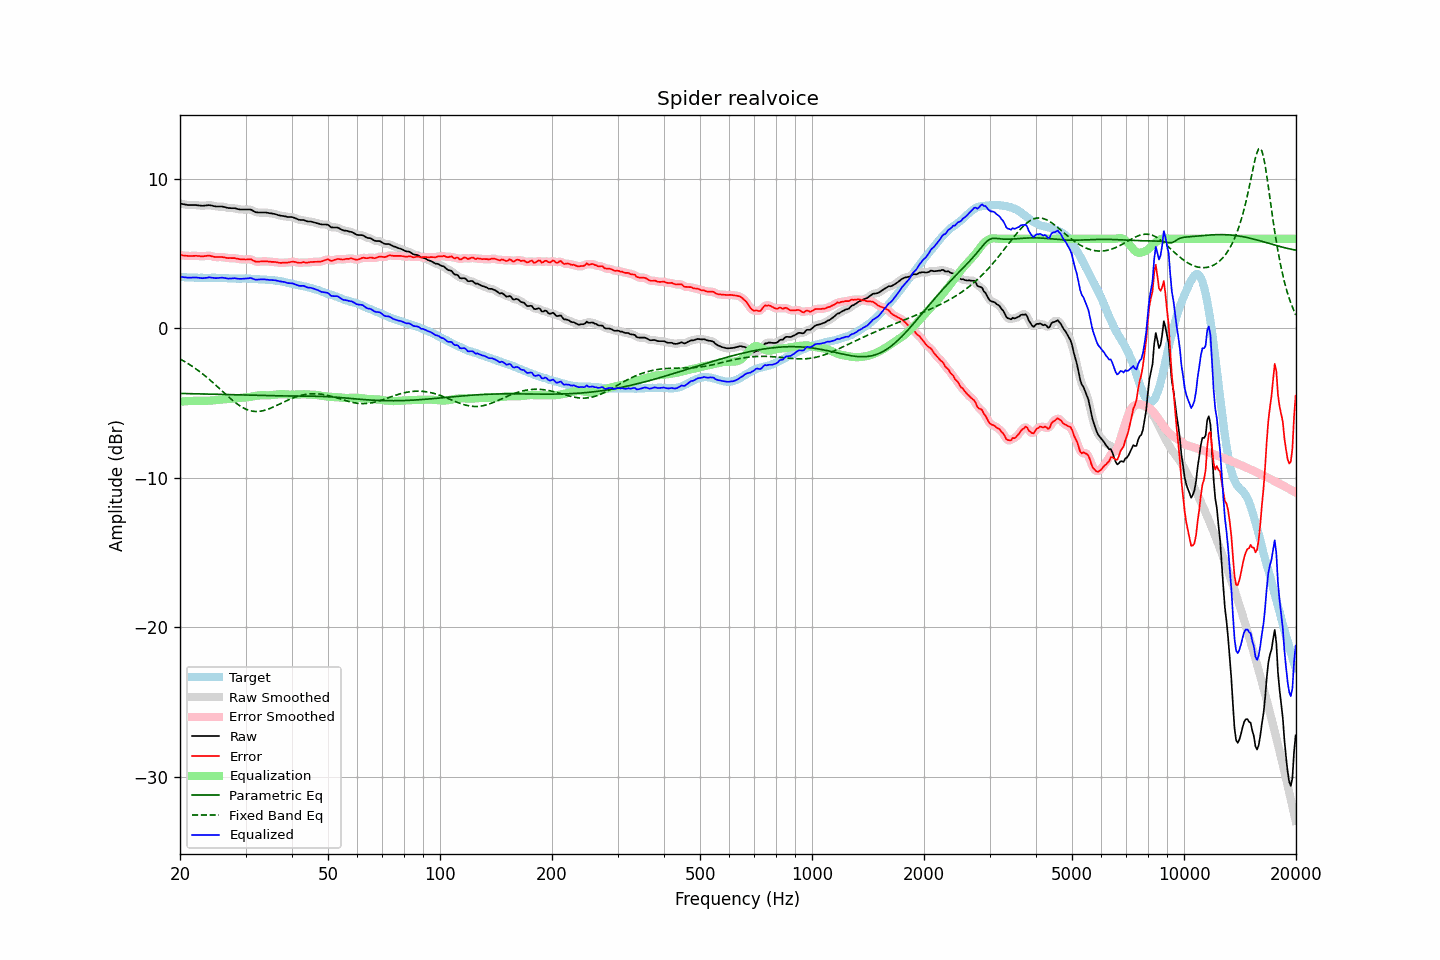 Spider realvoice
Amplitude (dBr)
10
0
−10
−20
−30
Target
Raw Smoothed
Error Smoothed
Raw
Error
Equalization
Parametric Eq
Fixed Band Eq
Equalized
20 50 100 200 500 1000 2000 5000 10000 20000
Frequency (Hz)